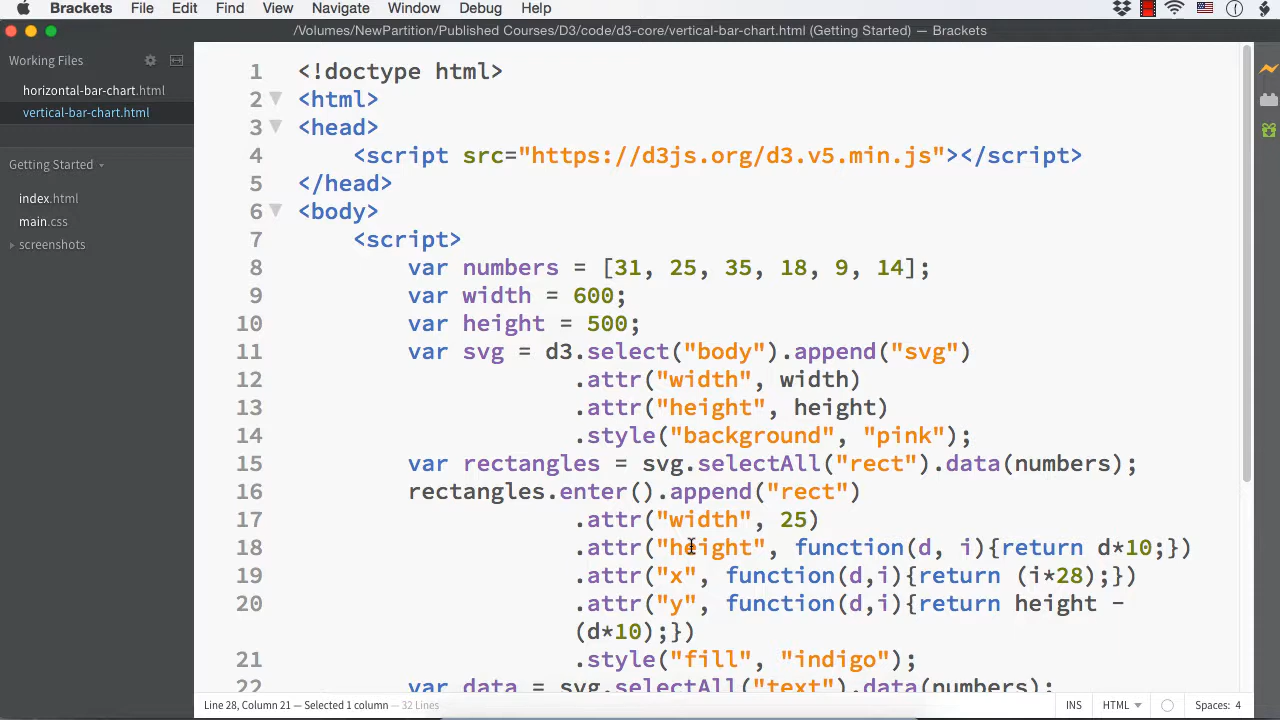 Brackets File Edit Find View Navigate Window Debug Help
/Volumes/NewPartition/Published Courses/D3/code/d3-core/vertical-bar-chart.html (Getting Started) — Brackets
Working Files
horizontal-bar-chart.html
vertical-bar-chart.html
Getting Started
index.html
main.css
screenshots
1 <!doctype html>
2 <html>
3 <head>
4 <script src="https://d3js.org/d3.v5.min.js"></script>
5 </head>
6 <body>
7 <script>
8 var numbers = [31, 25, 35, 18, 9, 14];
9 var width = 600;
10 var height = 500;
11 var svg = d3.select("body").append("svg")
12 .attr("width", width)
13 .attr("height", height)
14 .style("background", "pink");
15 var rectangles = svg.selectAll("rect").data(numbers);
16 rectangles.enter().append("rect")
17 .attr("width", 25)
18 .attr("height", function(d, i){return d*10;})
19 .attr("x", function(d,i){return (i*28);})
20 .attr("y", function(d,i){return height -
(d*10);})
21 .style("fill", "indigo");
22 var data = svg.selectAll("text").data(numbers);
Line 28, Column 21 — Selected 1 column — 32 Lines
INS HTML Spaces: 4